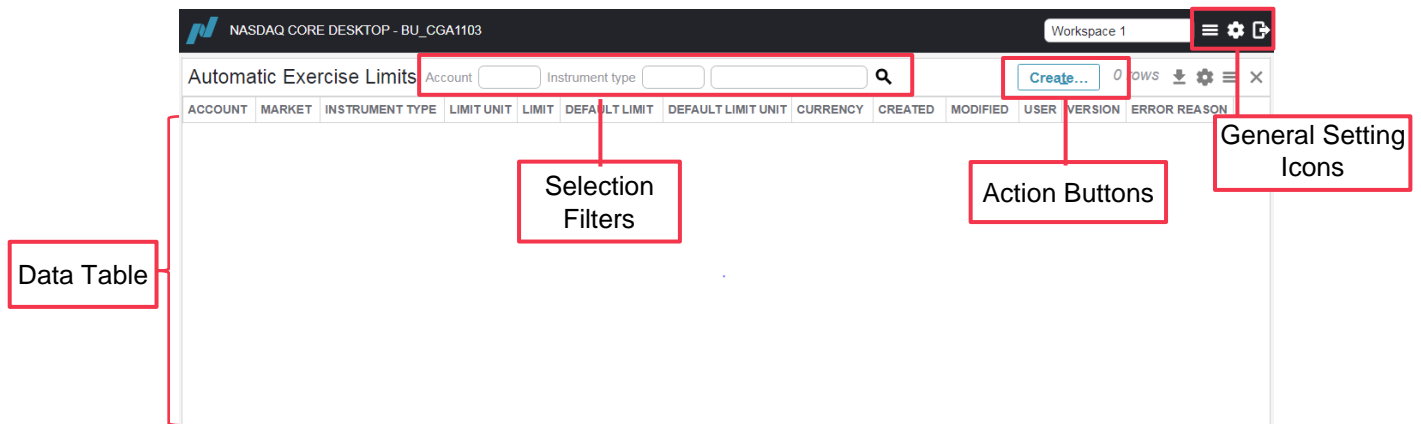 NASDAQ CORE DESKTOP - BU_CGA1103 Workspace 1
Automatic Exercise Limits Account Instrument type Create... 0 rows
ACCOUNT MARKET INSTRUMENT TYPE LIMIT UNIT LIMIT DEFAULT LIMIT DEFAULT LIMIT UNIT CURRENCY CREATED MODIFIED USER VERSION ERROR REASON
General Setting
Icons
Selection
Filters
Action Buttons
Data Table